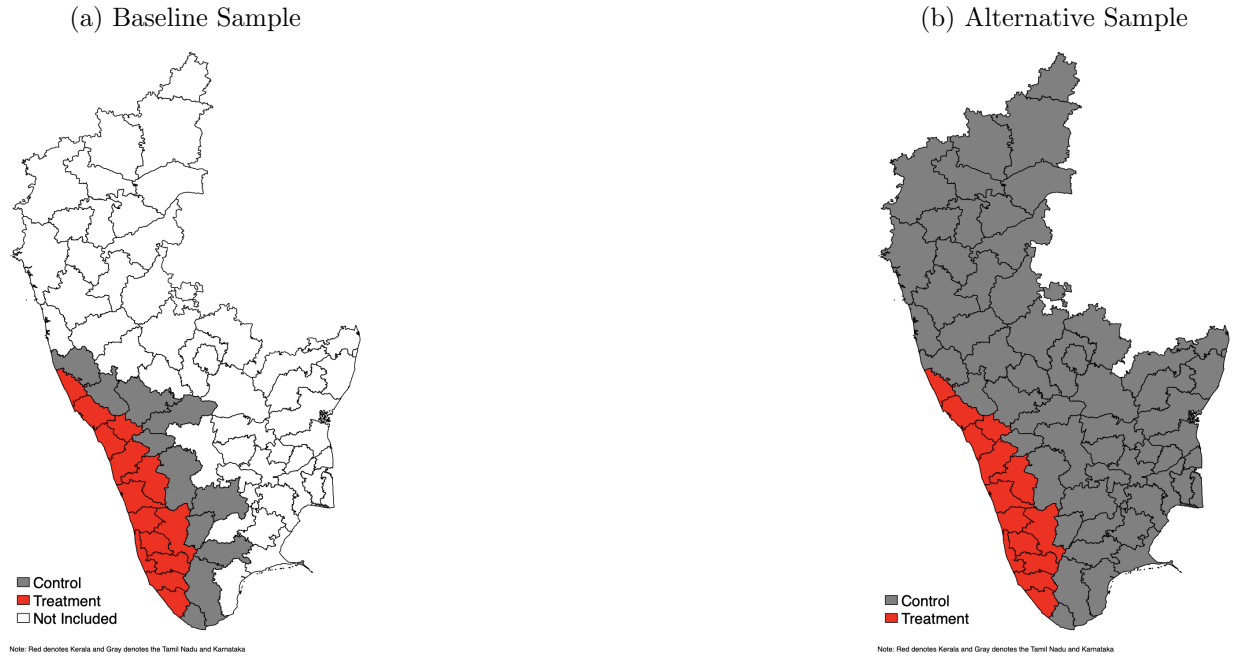 (a) Baseline Sample
(b) Alternative Sample
Control
Treatment
Not Included
Note: Red denotes Kerala and Gray denotes the Tamil Nadu and Karnataka
Control
Treatment
Note: Red denotes Kerala and Gray denotes the Tamil Nadu and Karnataka